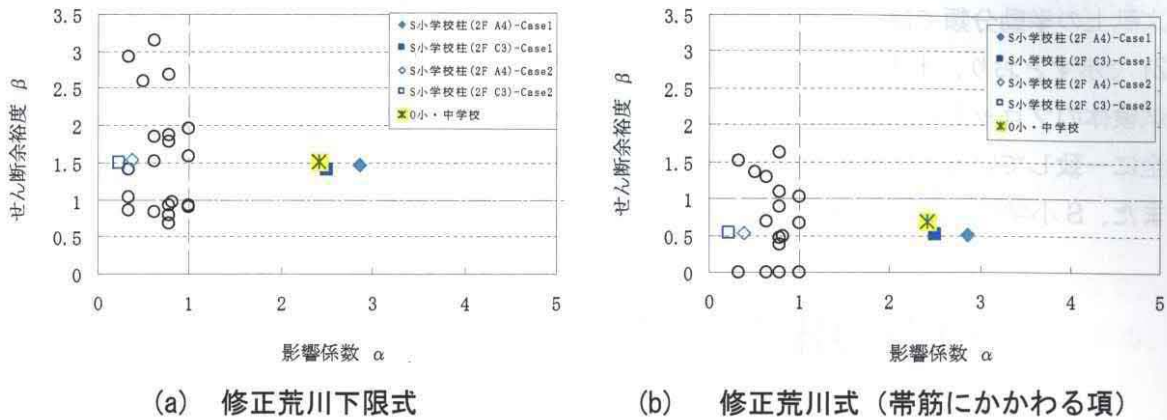 3.5
3
2.5
2
1.5
1
0.5
0
せん断余裕度 β
0 1 2 3 4 5
影響係数 α
◆ S小学校柱(2F A4)-Case1
■ S小学校柱(2F C3)-Case1
◇ S小学校柱(2F A4)-Case2
□ S小学校柱(2F C3)-Case2
O小・中学校
(a) 修正荒川下限式
3.5
3
2.5
2
1.5
1
0.5
0
せん断余裕度 β
0 1 2 3 4 5
影響係数 α
◆ S小学校柱(2F A4)-Case1
■ S小学校柱(2F C3)-Case1
◇ S小学校柱(2F A4)-Case2
□ S小学校柱(2F C3)-Case2
O小・中学校
(b) 修正荒川式（帯筋にかかわる項）